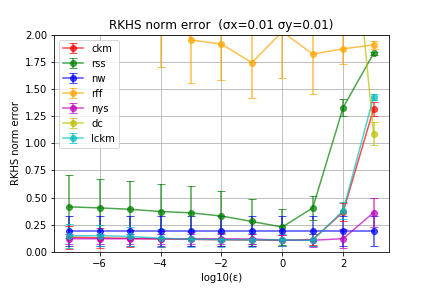 RKHS norm error  (σx=0.01 σy=0.01)
2.00
1.75
1.50
1.25
1.00
0.75
0.50
0.25
0.00
RKHS norm error
ckm
rss
nw
rff
nys
dc
lckm
−6
−4
−2
0
2
log10(ε)